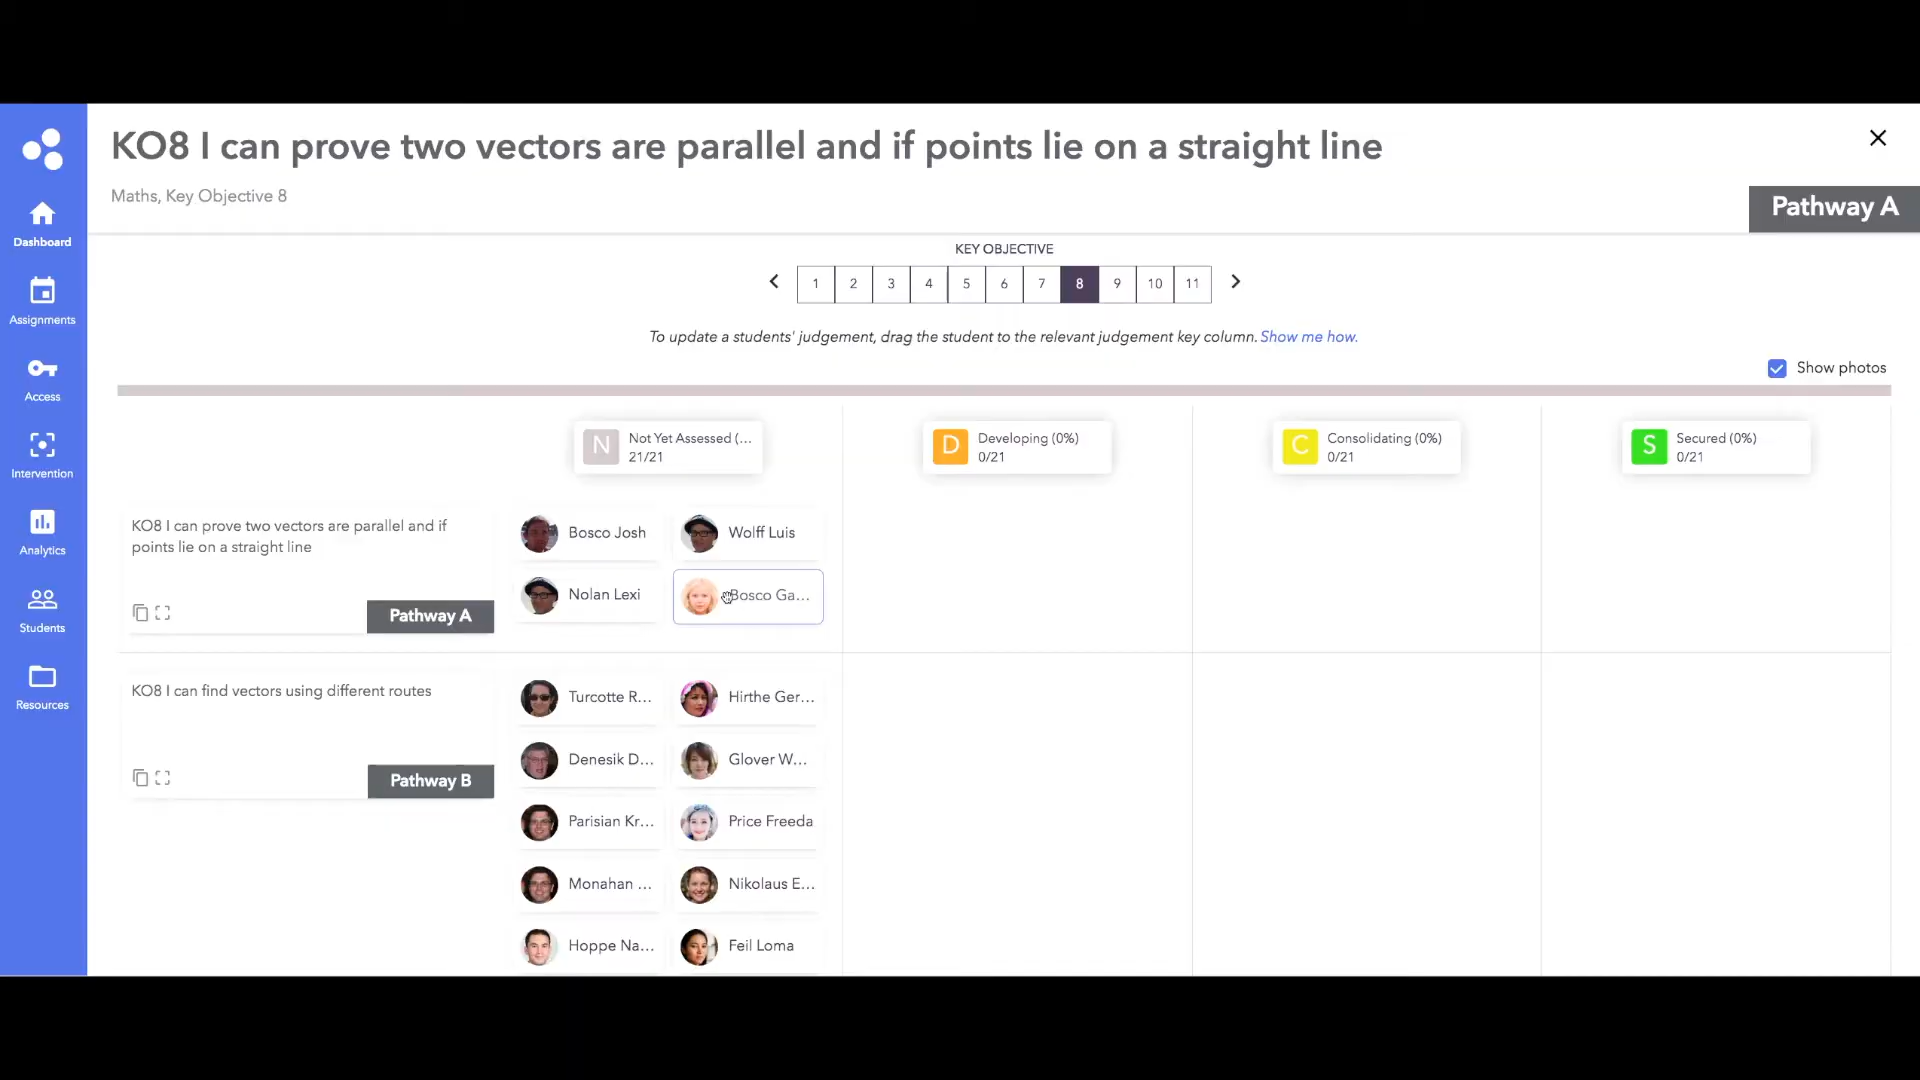 KO8 I can prove two vectors are parallel and if points lie on a straight line
Maths, Key Objective 8
Pathway A
Dashboard
Assignments
Access
Intervention
Analytics
Students
Resources
KEY OBJECTIVE
1 2 3 4 5 6 7 8 9 10 11
To update a students' judgement, drag the student to the relevant judgement key column. Show me how.
Show photos
N Not Yet Assessed (...
21/21
D Developing (0%)
0/21
C Consolidating (0%)
0/21
S Secured (0%)
0/21
KO8 I can prove two vectors are parallel and if
points lie on a straight line
Pathway A
Bosco Josh
Wolff Luis
Nolan Lexi
Bosco Ga...
KO8 I can find vectors using different routes
Pathway B
Turcotte R...
Hirthe Ger...
Denesik D...
Glover W...
Parisian Kr...
Price Freeda
Monahan ...
Nikolaus E...
Hoppe Na...
Feil Loma